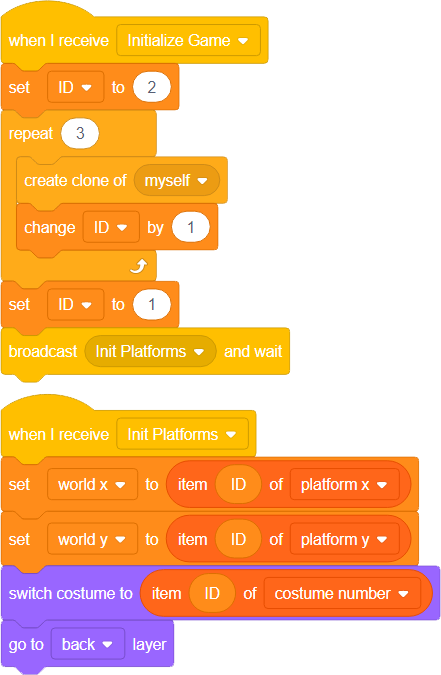 when I receive Initialize Game
set ID to 2
repeat 3
create clone of myself
change ID by 1
set ID to 1
broadcast Init Platforms and wait
when I receive Init Platforms
set world x to item ID of platform x
set world y to item ID of platform y
switch costume to item ID of costume number
go to back layer